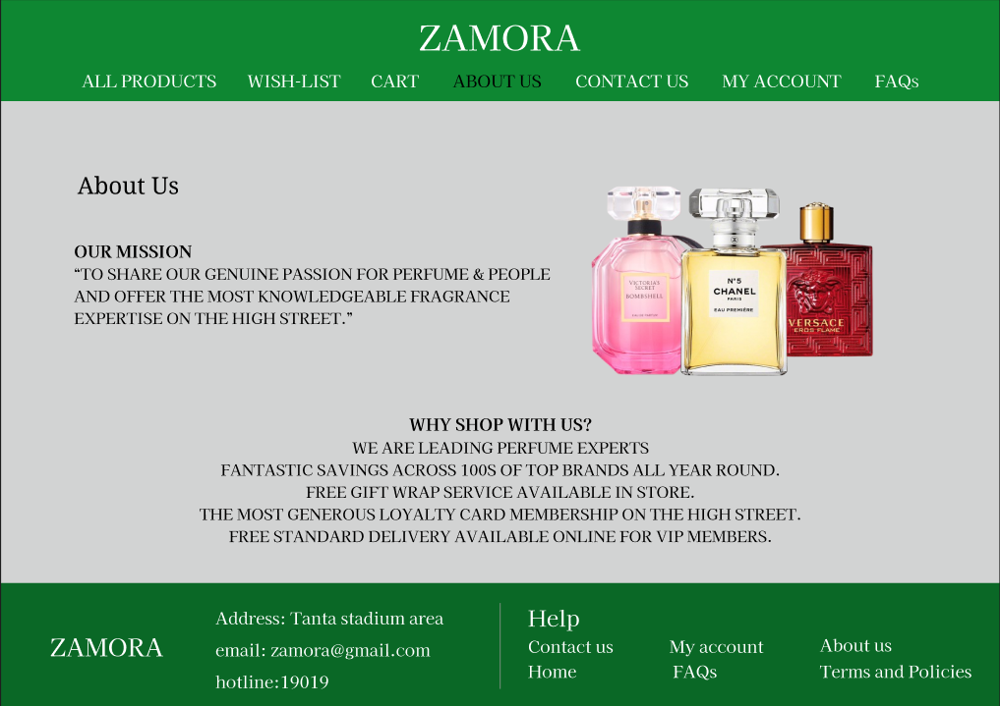 ZAMORA
ALL PRODUCTS WISH-LIST CART ABOUT US CONTACT US MY ACCOUNT FAQs
About Us
OUR MISSION
“TO SHARE OUR GENUINE PASSION FOR PERFUME & PEOPLE
AND OFFER THE MOST KNOWLEDGEABLE FRAGRANCE
EXPERTISE ON THE HIGH STREET.”
VICTORIA'S
SECRET
BOMBSHELL
EAU DE PARFUM
N°5
CHANEL
PARIS
EAU PREMIÈRE
VERSACE
EROS FLAME
WHY SHOP WITH US?
WE ARE LEADING PERFUME EXPERTS
FANTASTIC SAVINGS ACROSS 100S OF TOP BRANDS ALL YEAR ROUND.
FREE GIFT WRAP SERVICE AVAILABLE IN STORE.
THE MOST GENEROUS LOYALTY CARD MEMBERSHIP ON THE HIGH STREET.
FREE STANDARD DELIVERY AVAILABLE ONLINE FOR VIP MEMBERS.
ZAMORA
Address: Tanta stadium area
email: zamora@gmail.com
hotline:19019
Help
Contact us My account About us
Home FAQs Terms and Policies